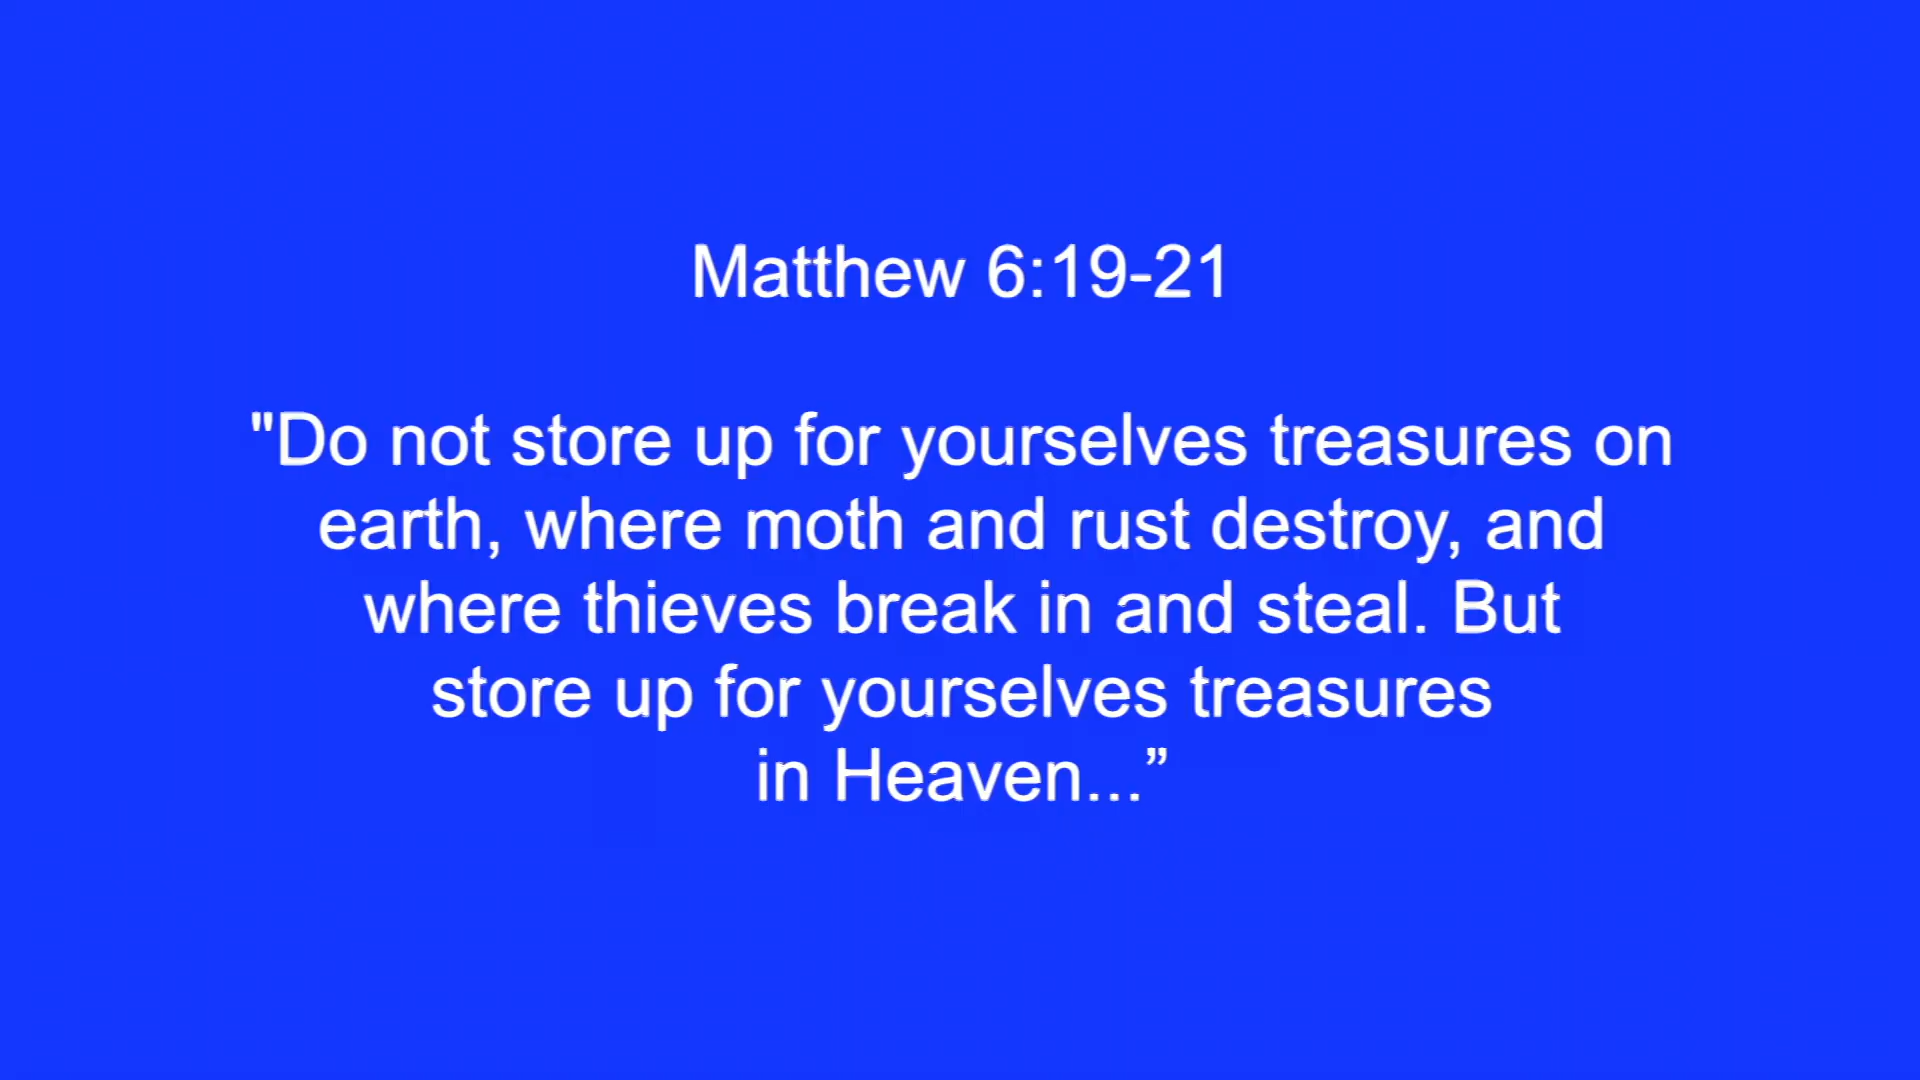 Matthew 6:19-21
"Do not store up for yourselves treasures on
earth, where moth and rust destroy, and
where thieves break in and steal. But
store up for yourselves treasures
in Heaven...”